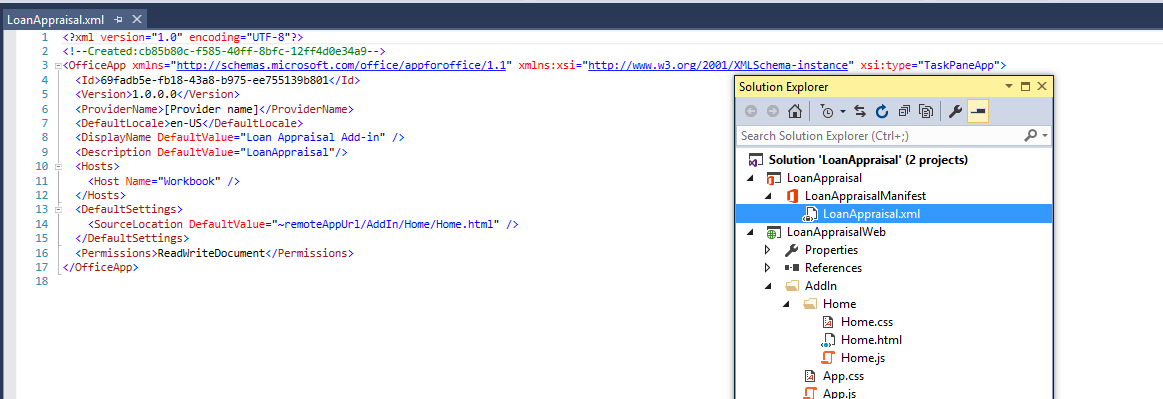 LoanAppraisal.xml
1 <?xml version="1.0" encoding="UTF-8"?>
2 <!--Created:cb85b80c-f585-40ff-8bfc-12ff4d0e34a9-->
3 <OfficeApp xmlns="http://schemas.microsoft.com/office/appforoffice/1.1" xmlns:xsi="http://www.w3.org/2001/XMLSchema-instance" xsi:type="TaskPaneApp">
4 <Id>69fadb5e-fb18-43a8-b975-ee755139b801</Id>
5 <Version>1.0.0.0</Version>
6 <ProviderName>[Provider name]</ProviderName>
7 <DefaultLocale>en-US</DefaultLocale>
8 <DisplayName DefaultValue="Loan Appraisal Add-in" />
9 <Description DefaultValue="LoanAppraisal"/>
10 <Hosts>
11 <Host Name="Workbook" />
12 </Hosts>
13 <DefaultSettings>
14 <SourceLocation DefaultValue="~remoteAppUrl/AddIn/Home/Home.html" />
15 </DefaultSettings>
16 <Permissions>ReadWriteDocument</Permissions>
17 </OfficeApp>
18
Solution Explorer
Search Solution Explorer (Ctrl+;)
Solution 'LoanAppraisal' (2 projects)
LoanAppraisal
LoanAppraisalManifest
LoanAppraisal.xml
LoanAppraisalWeb
Properties
References
AddIn
Home
Home.css
Home.html
Home.js
App.css
App.js